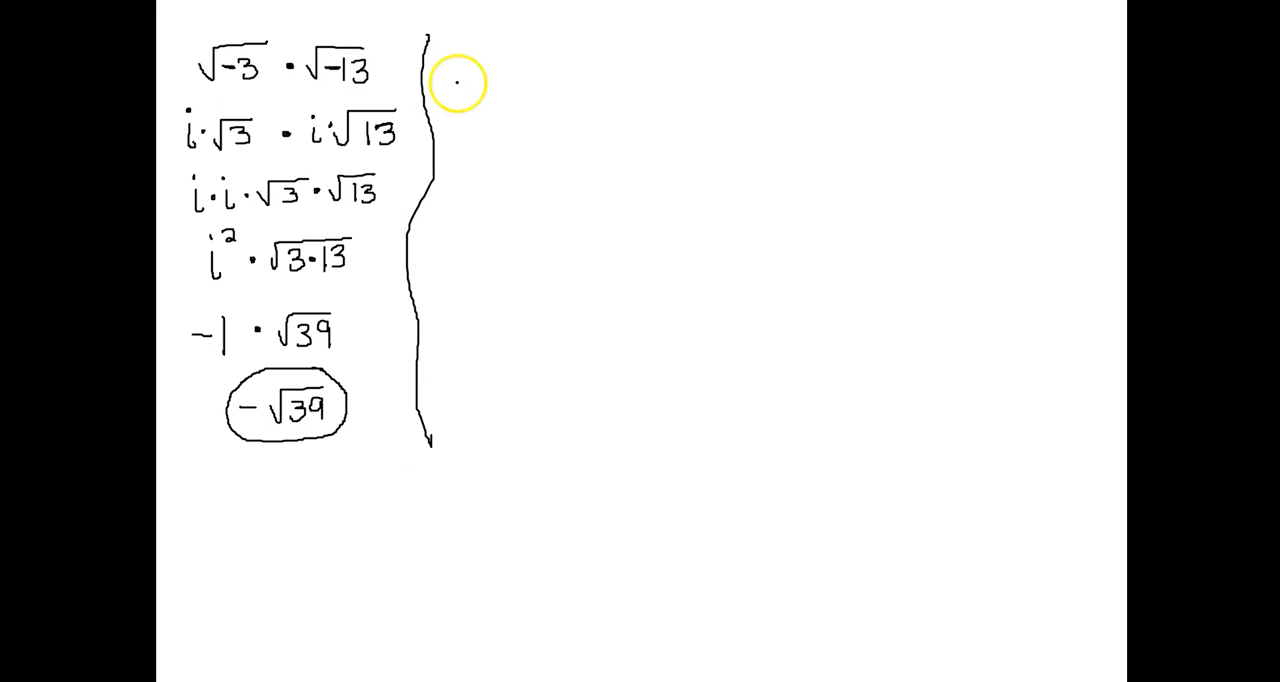 √-3 · √-13
i · √3 · i · √13
i · i · √3 · √13
i² · √3·13
-1 · √39
-√39